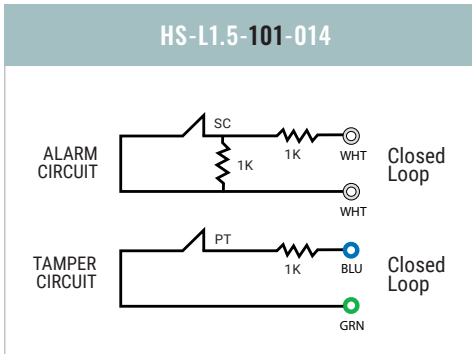 HS-L1.5-101-014
ALARM
CIRCUIT
SC
1K
1K
WHT
WHT
Closed
Loop
TAMPER
CIRCUIT
PT
1K
BLU
GRN
Closed
Loop